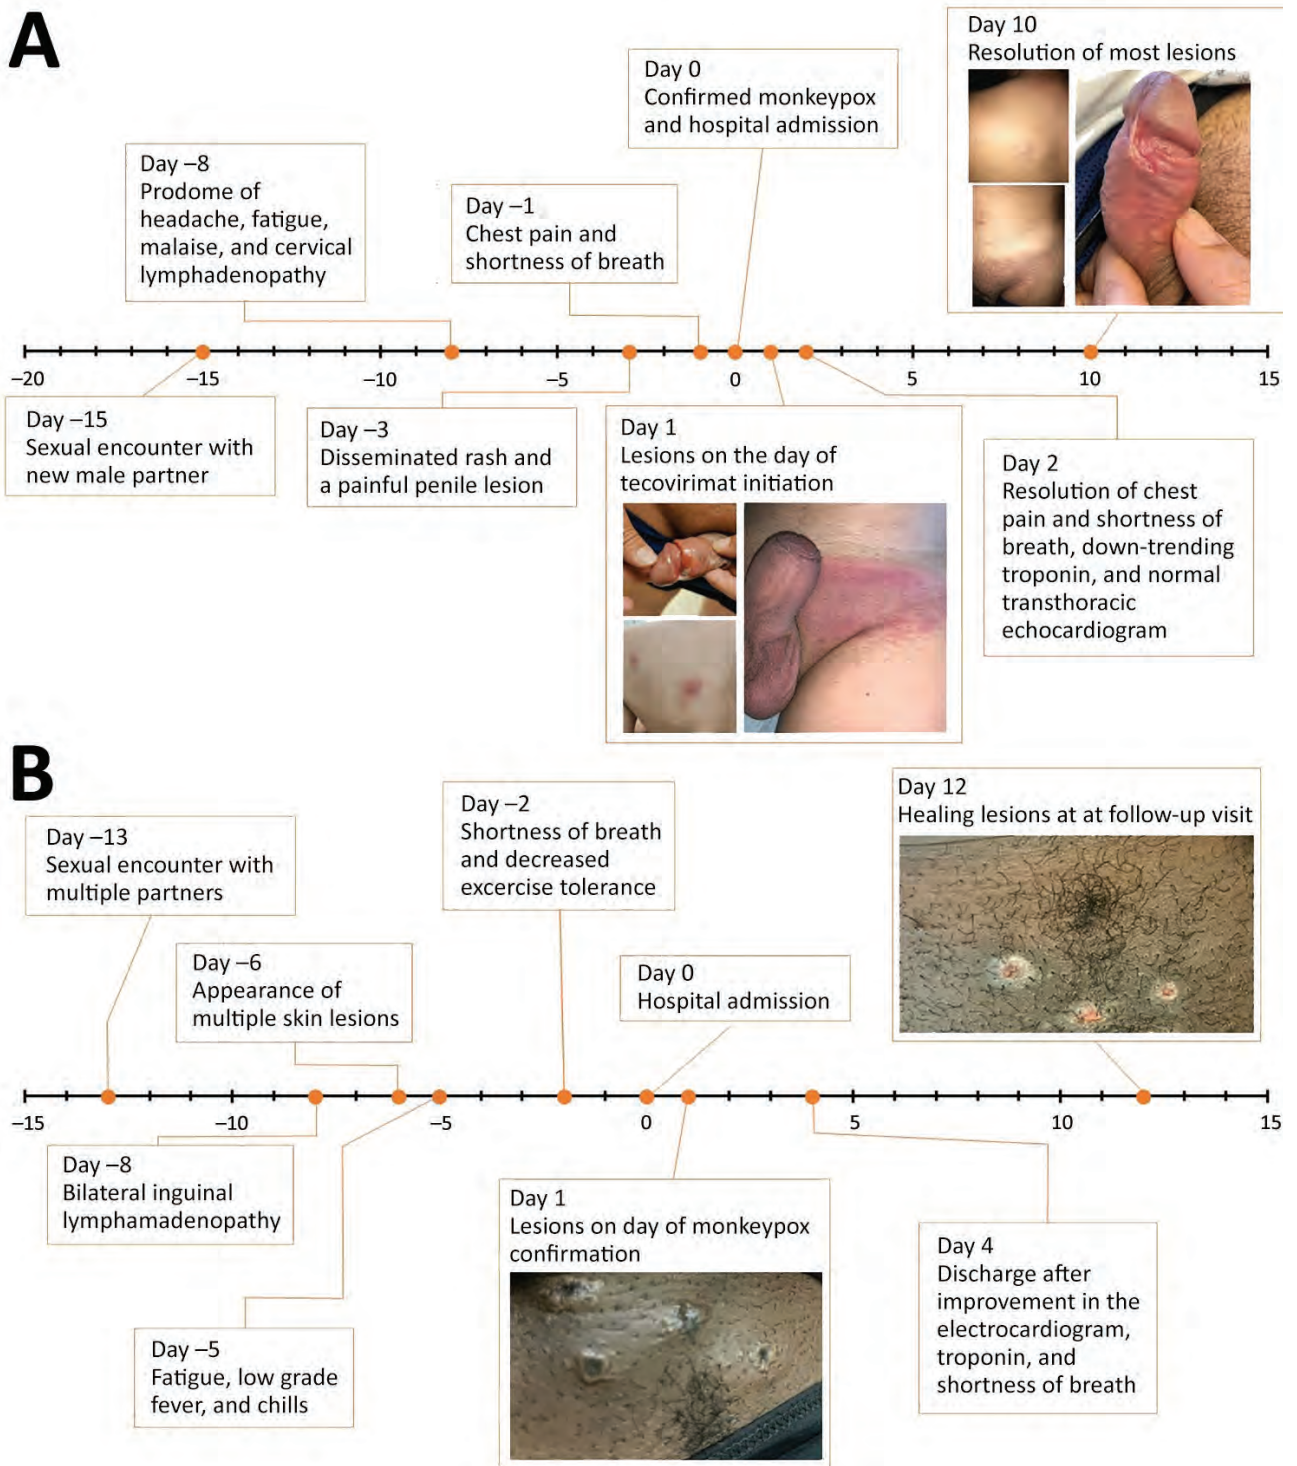 A
Day 10
Resolution of most lesions
Day 0
Confirmed monkeypox
and hospital admission
Day –8
Prodome of
headache, fatigue,
malaise, and cervical
lymphadenopathy
Day –1
Chest pain and
shortness of breath
–20
–15
–10
–5
0
5
10
15
Day –15
Sexual encounter with
new male partner
Day –3
Disseminated rash and
a painful penile lesion
Day 1
Lesions on the day of
tecovirimat initiation
Day 2
Resolution of chest
pain and shortness of
breath, down-trending
troponin, and normal
transthoracic
echocardiogram
B
Day –13
Sexual encounter with
multiple partners
Day –2
Shortness of breath
and decreased
excercise tolerance
Day 12
Healing lesions at at follow-up visit
Day –6
Appearance of
multiple skin lesions
Day 0
Hospital admission
–15
–10
–5
0
5
10
15
Day –8
Bilateral inguinal
lymphamadenopathy
Day 1
Lesions on day of monkeypox
confirmation
Day 4
Discharge after
improvement in the
electrocardiogram,
troponin, and
shortness of breath
Day –5
Fatigue, low grade
fever, and chills